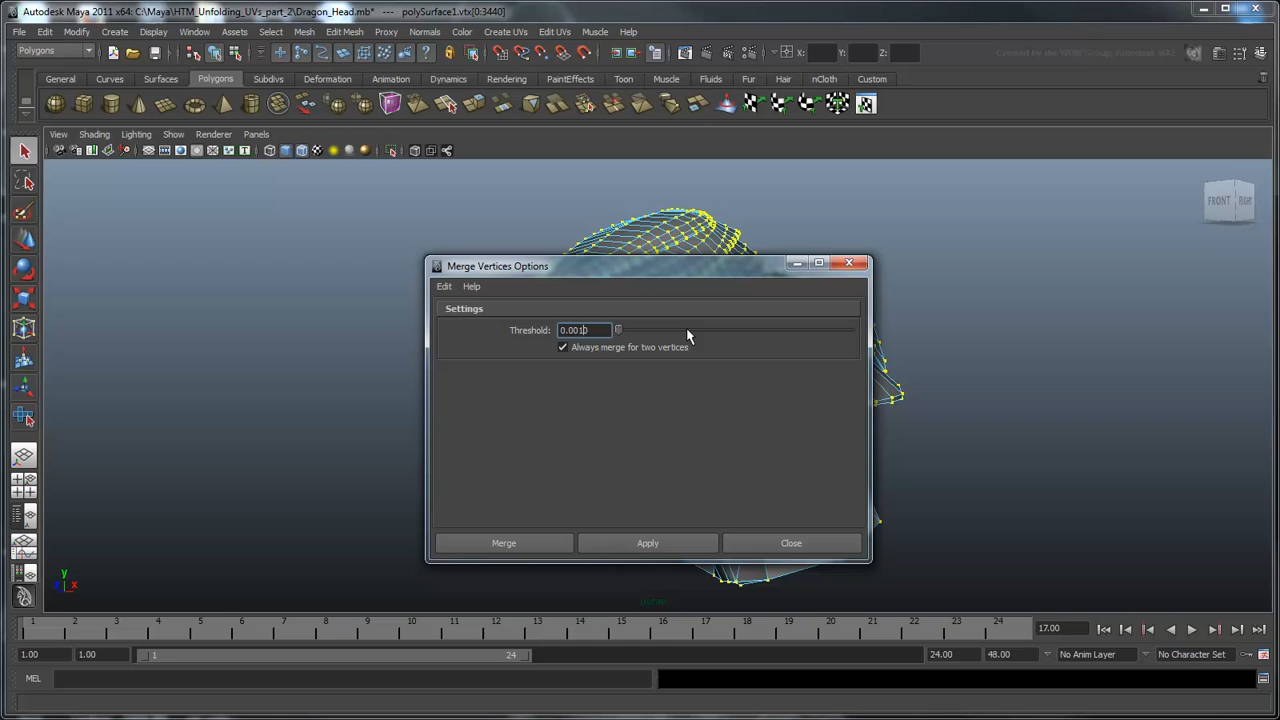 Autodesk Maya 2011 x64: C:\Maya\HTM_Unfolding_UVs_part_2\Dragon_Head.mb* --- polySurface1.vtx[0:3440]
File Edit Modify Create Display Window Assets Select Mesh Edit Mesh Proxy Normals Color Create UVs Edit UVs Muscle Help
Polygons X: Y: Z:
General Curves Surfaces Polygons Subdivs Deformation Animation Dynamics Rendering PaintEffects Toon Muscle Fluids Fur Hair nCloth Custom
View Shading Lighting Show Renderer Panels
FRONT RIGHT
Merge Vertices Options
Edit Help
Settings
Threshold: 0.0010
Always merge for two vertices
Merge Apply Close
y
x
persp
1 2 3 4 5 6 7 8 9 10 11 12 13 14 15 16 17 18 19 20 21 22 23 24 17.00
1.00 1.00 1 24 24.00 48.00 No Anim Layer No Character Set
MEL